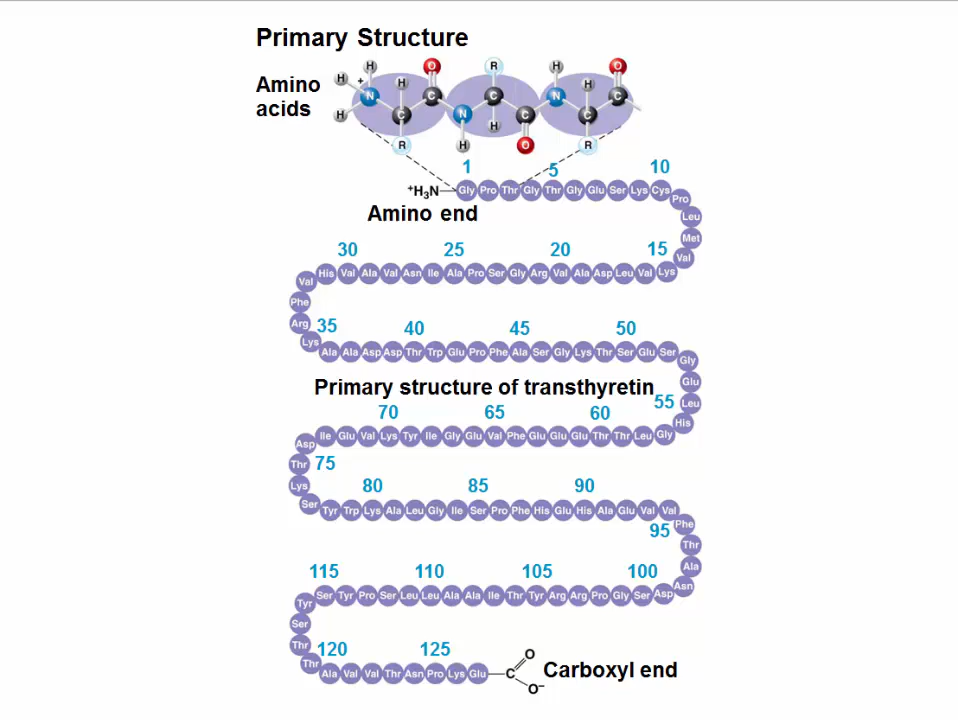 Primary Structure
Amino
acids
H H + N H H C R O C N H R C H O C H N H C R O C
1 5 10
+H3N Gly Pro Thr Gly Thr Gly Glu Ser Lys Cys
Amino end
Pro
Leu
Met
Val
30 25 20 15
His Val Ala Val Asn Ile Ala Pro Ser Gly Arg Val Ala Asp Leu Val Lys
Val
Phe
Arg
Lys
35 40 45 50
Ala Ala Asp Asp Thr Trp Glu Pro Phe Ala Ser Gly Lys Thr Ser Glu Ser
Gly
Glu
Primary structure of transthyretin
55 Leu
His
70 65 60
Ile Glu Val Lys Tyr Ile Gly Glu Val Phe Glu Glu Glu Thr Thr Leu Gly
Asp
Thr 75
Lys
Ser
80 85 90
Tyr Trp Lys Ala Leu Gly Ile Ser Pro Phe His Glu His Ala Glu Val Val
95 Phe
Thr
Ala
Asn
115 110 105 100
Ser Tyr Pro Ser Leu Leu Ala Ala Ile Thr Tyr Arg Arg Pro Gly Ser Asp
Tyr
Ser
Thr
Thr
120 125
Ala Val Val Thr Asn Pro Lys Glu C O O−
Carboxyl end